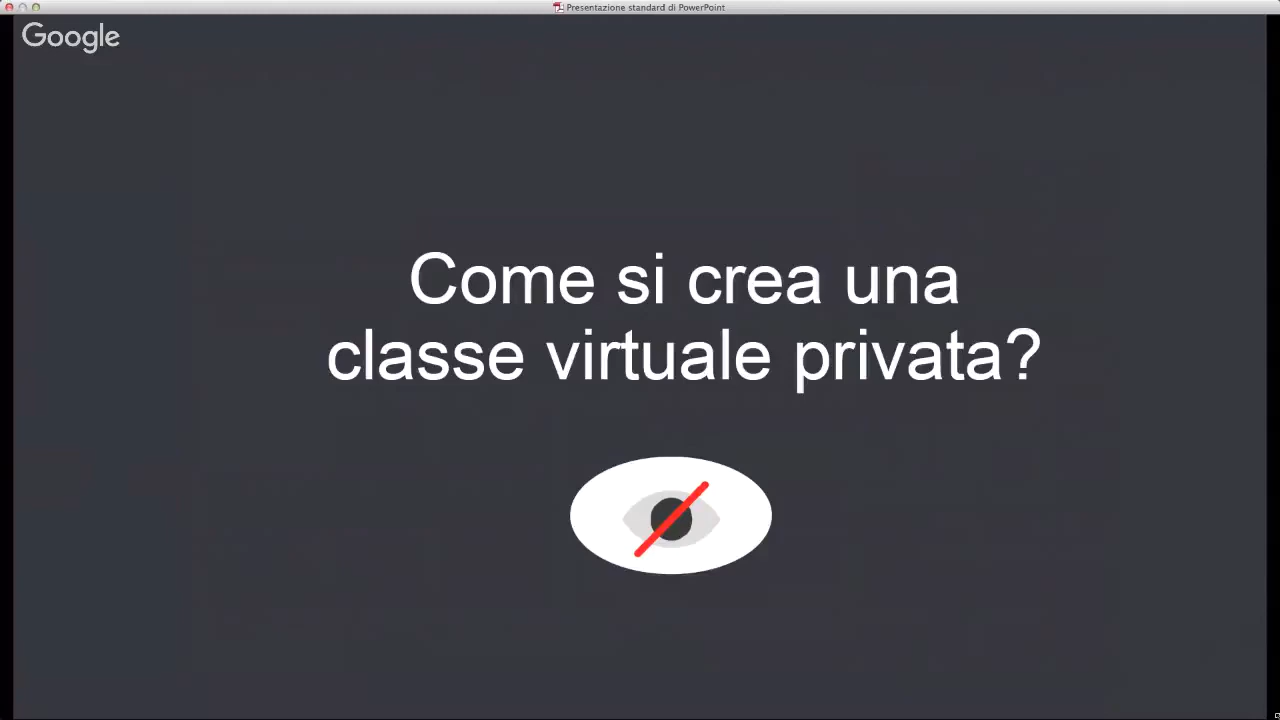 Presentazione standard di PowerPoint
Google
Come si crea una
classe virtuale privata?